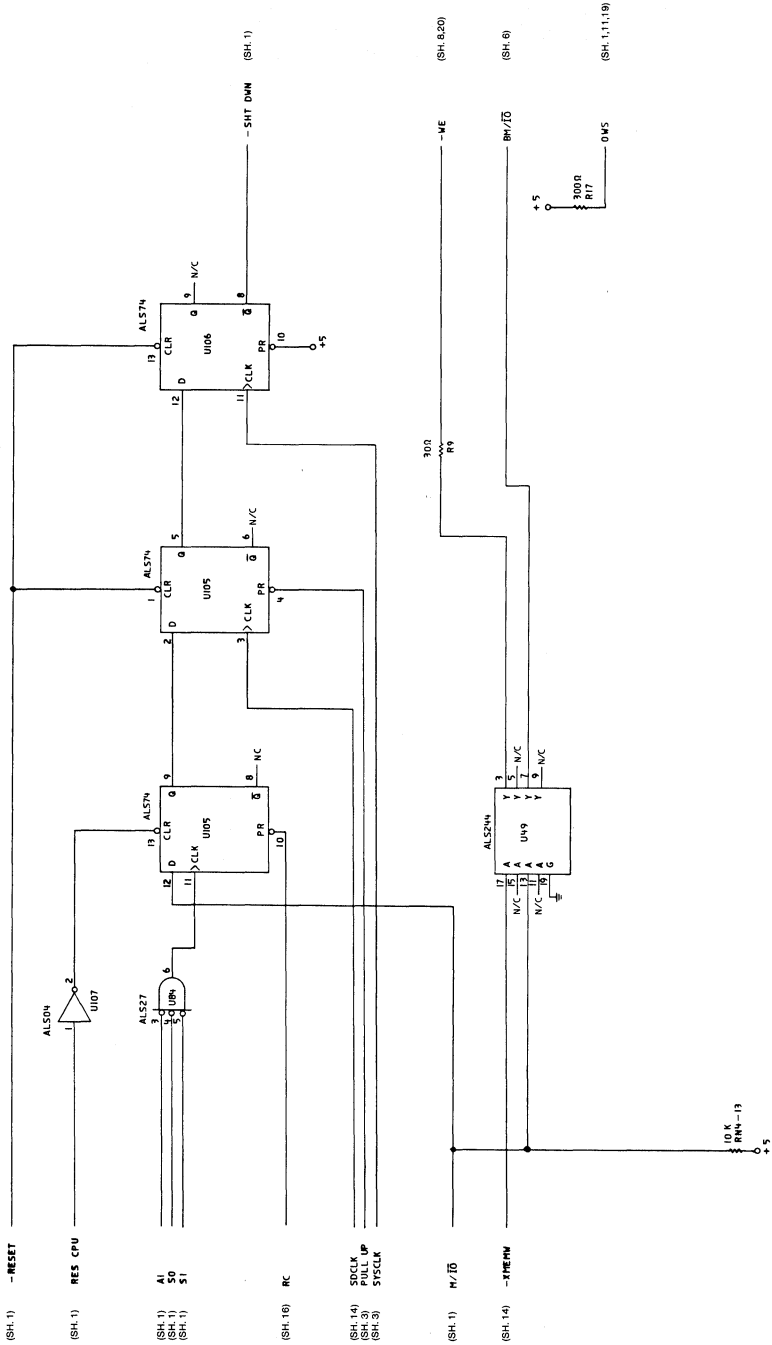 (SH. 1) -RESET
(SH. 1) RES CPU
(SH. 1) A1
(SH. 1) S0
(SH. 1) S1
(SH. 16) RC
(SH. 14) SDCLK
(SH. 3) PULL UP
(SH. 3) SYSCLK
(SH. 1) M/IO
(SH. 14) -XMEMW
ALS04
1
2
U107
ALS27
3
4
5
6
U84
ALS74
13
CLR
12
D
11
CLK
U105
Q
9
Q
8
NC
PR
10
ALS74
1
CLR
2
D
3
CLK
U105
Q
5
Q
6
N/C
PR
4
ALS74
13
CLR
12
D
11
CLK
U106
Q
9
N/C
Q
8
PR
10
+5
-SHT DWN (SH. 1)
ALS244
U49
17 A Y 3
N/C 15 A Y 5 N/C
13 A Y 7
N/C 11 A Y 9 N/C
19 G
30Ω
R9
-WE (SH. 8,20)
BM/IO (SH. 6)
+5
300Ω
R17
OWS (SH. 1,11,19)
10 K
RN4-13
+5